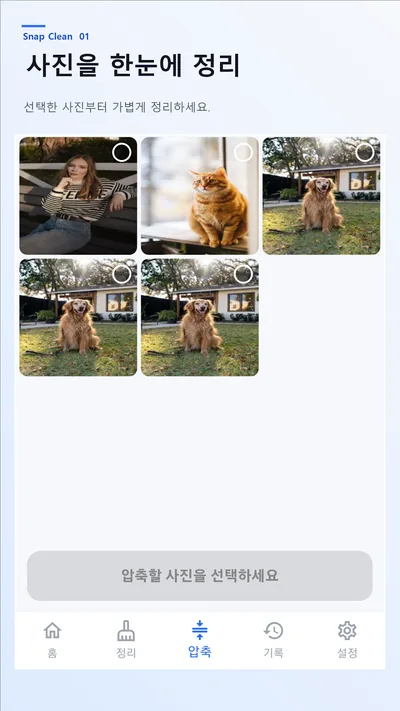 Snap Clean 01
사진을 한눈에 정리
선택한 사진부터 가볍게 정리하세요.
압축할 사진을 선택하세요
홈
정리
압축
기록
설정